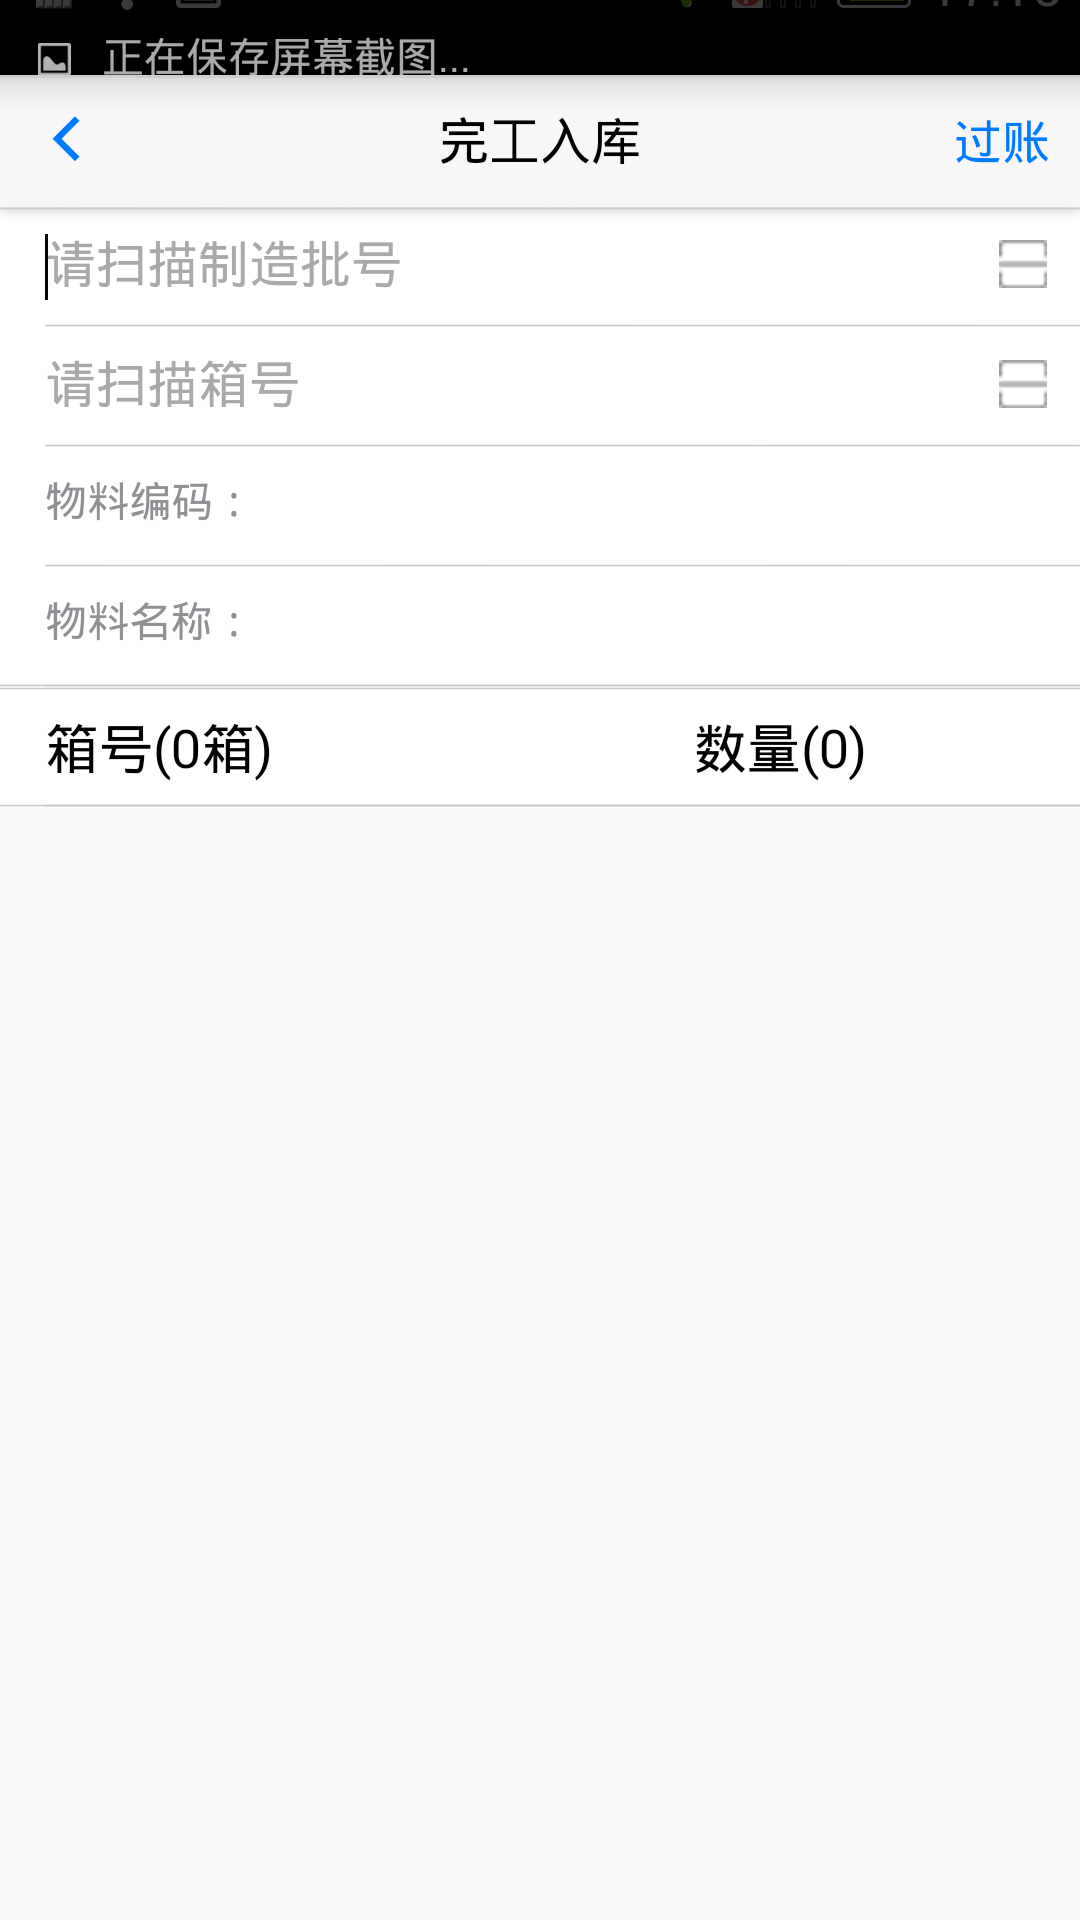 正在保存屏幕截图...
完工入库
过账
请扫描制造批号
请扫描箱号
物料编码：
物料名称：
箱号(0箱) 数量(0)